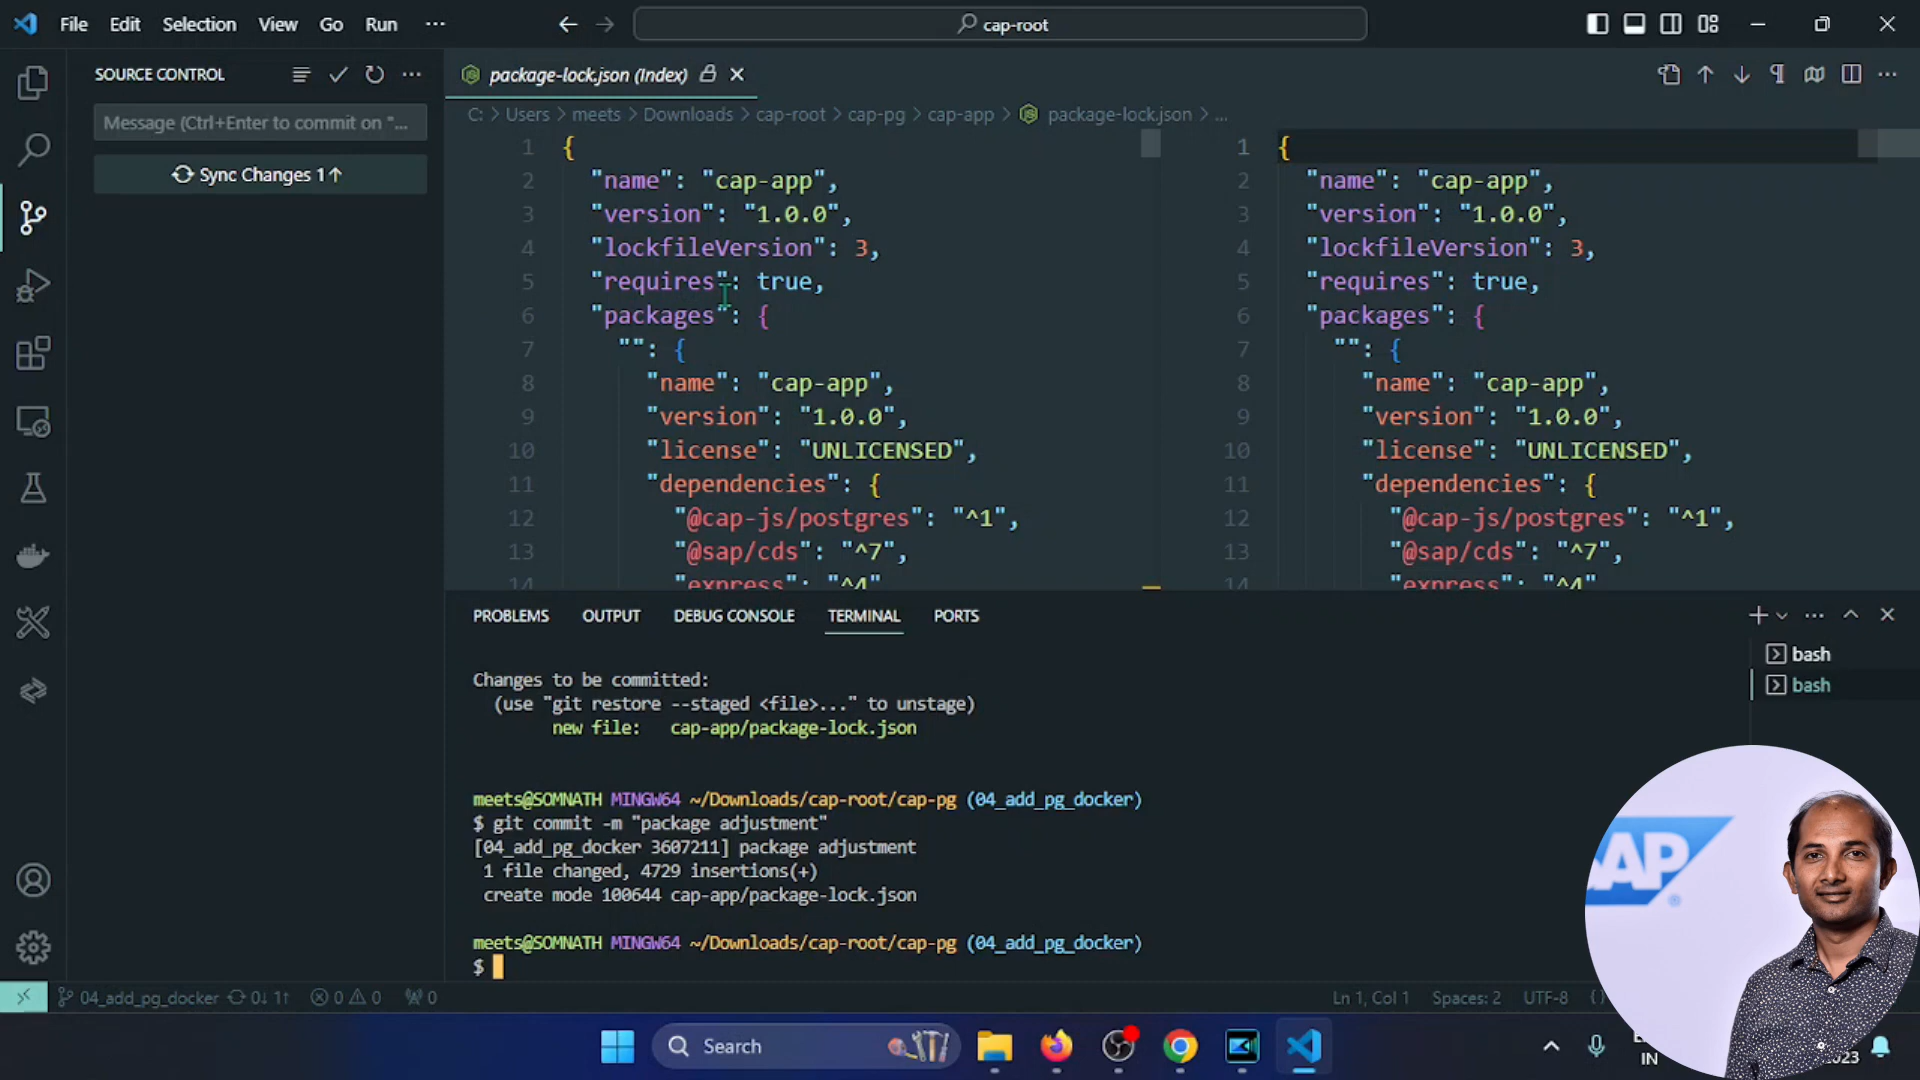 File Edit Selection View Go Run ...
cap-root
SOURCE CONTROL
Message (Ctrl+Enter to commit on "...
Sync Changes 1↑
package-lock.json (Index)
C: > Users > meets > Downloads > cap-root > cap-pg > cap-app > package-lock.json > ...
1 {
2 "name": "cap-app",
3 "version": "1.0.0",
4 "lockfileVersion": 3,
5 "requires": true,
6 "packages": {
7 "": {
8 "name": "cap-app",
9 "version": "1.0.0",
10 "license": "UNLICENSED",
11 "dependencies": {
12 "@cap-js/postgres": "^1",
13 "@sap/cds": "^7",
14 "express": "^4"
1 {
2 "name": "cap-app",
3 "version": "1.0.0",
4 "lockfileVersion": 3,
5 "requires": true,
6 "packages": {
7 "": {
8 "name": "cap-app",
9 "version": "1.0.0",
10 "license": "UNLICENSED",
11 "dependencies": {
12 "@cap-js/postgres": "^1",
13 "@sap/cds": "^7",
14 "express": "^4"
PROBLEMS OUTPUT DEBUG CONSOLE TERMINAL PORTS
bash
bash
Changes to be committed:
(use "git restore --staged <file>..." to unstage)
new file: cap-app/package-lock.json
meets@SOMNATH MINGW64 ~/Downloads/cap-root/cap-pg (04_add_pg_docker)
$ git commit -m "package adjustment"
[04_add_pg_docker 3607211] package adjustment
1 file changed, 4729 insertions(+)
create mode 100644 cap-app/package-lock.json
meets@SOMNATH MINGW64 ~/Downloads/cap-root/cap-pg (04_add_pg_docker)
$
SAP
04_add_pg_docker 0↓ 1↑ 0 0 0
Ln 1, Col 1 Spaces: 2 UTF-8 {}
Search
IN
2023